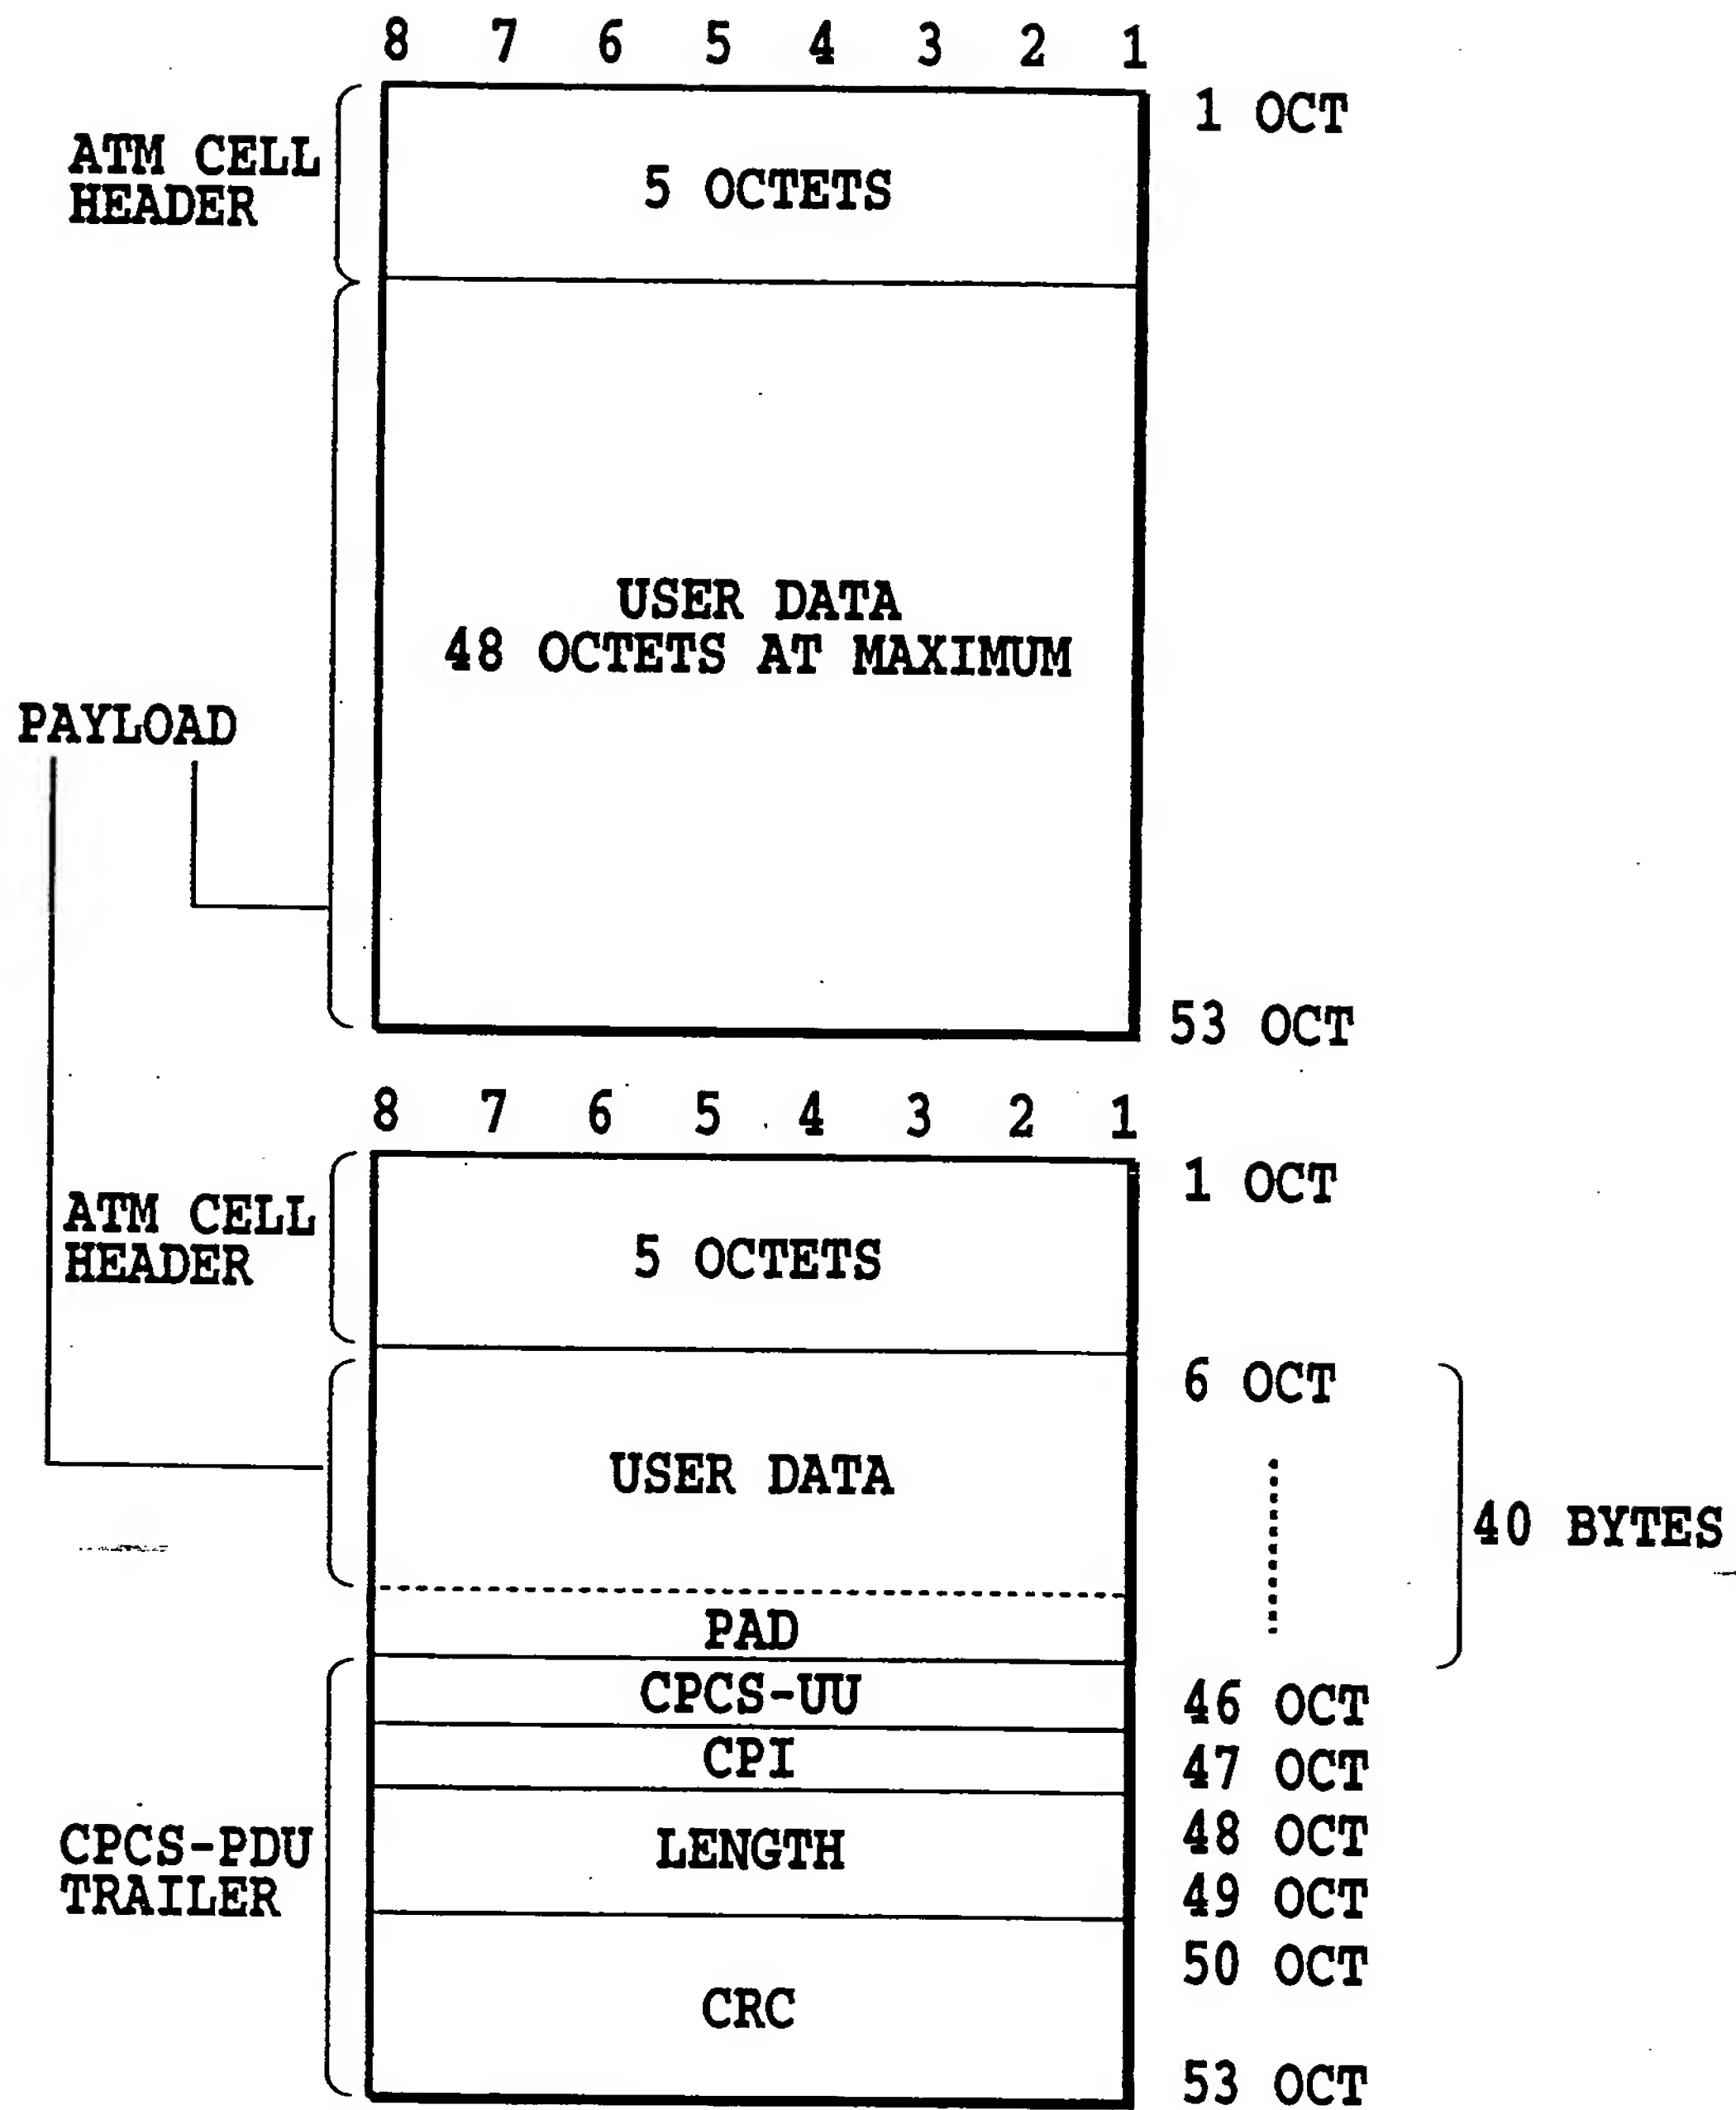 8 7 6 5 4 3 2 1
1 OCT
ATM CELL
HEADER
5 OCTETS
USER DATA
48 OCTETS AT MAXIMUM
PAYLOAD
53 OCT
8 7 6 5 4 3 2 1
1 OCT
ATM CELL
HEADER
5 OCTETS
6 OCT
USER DATA
40 BYTES
PAD
CPCS-UU
46 OCT
CPI
47 OCT
CPCS-PDU
TRAILER
LENGTH
48 OCT
49 OCT
50 OCT
CRC
53 OCT